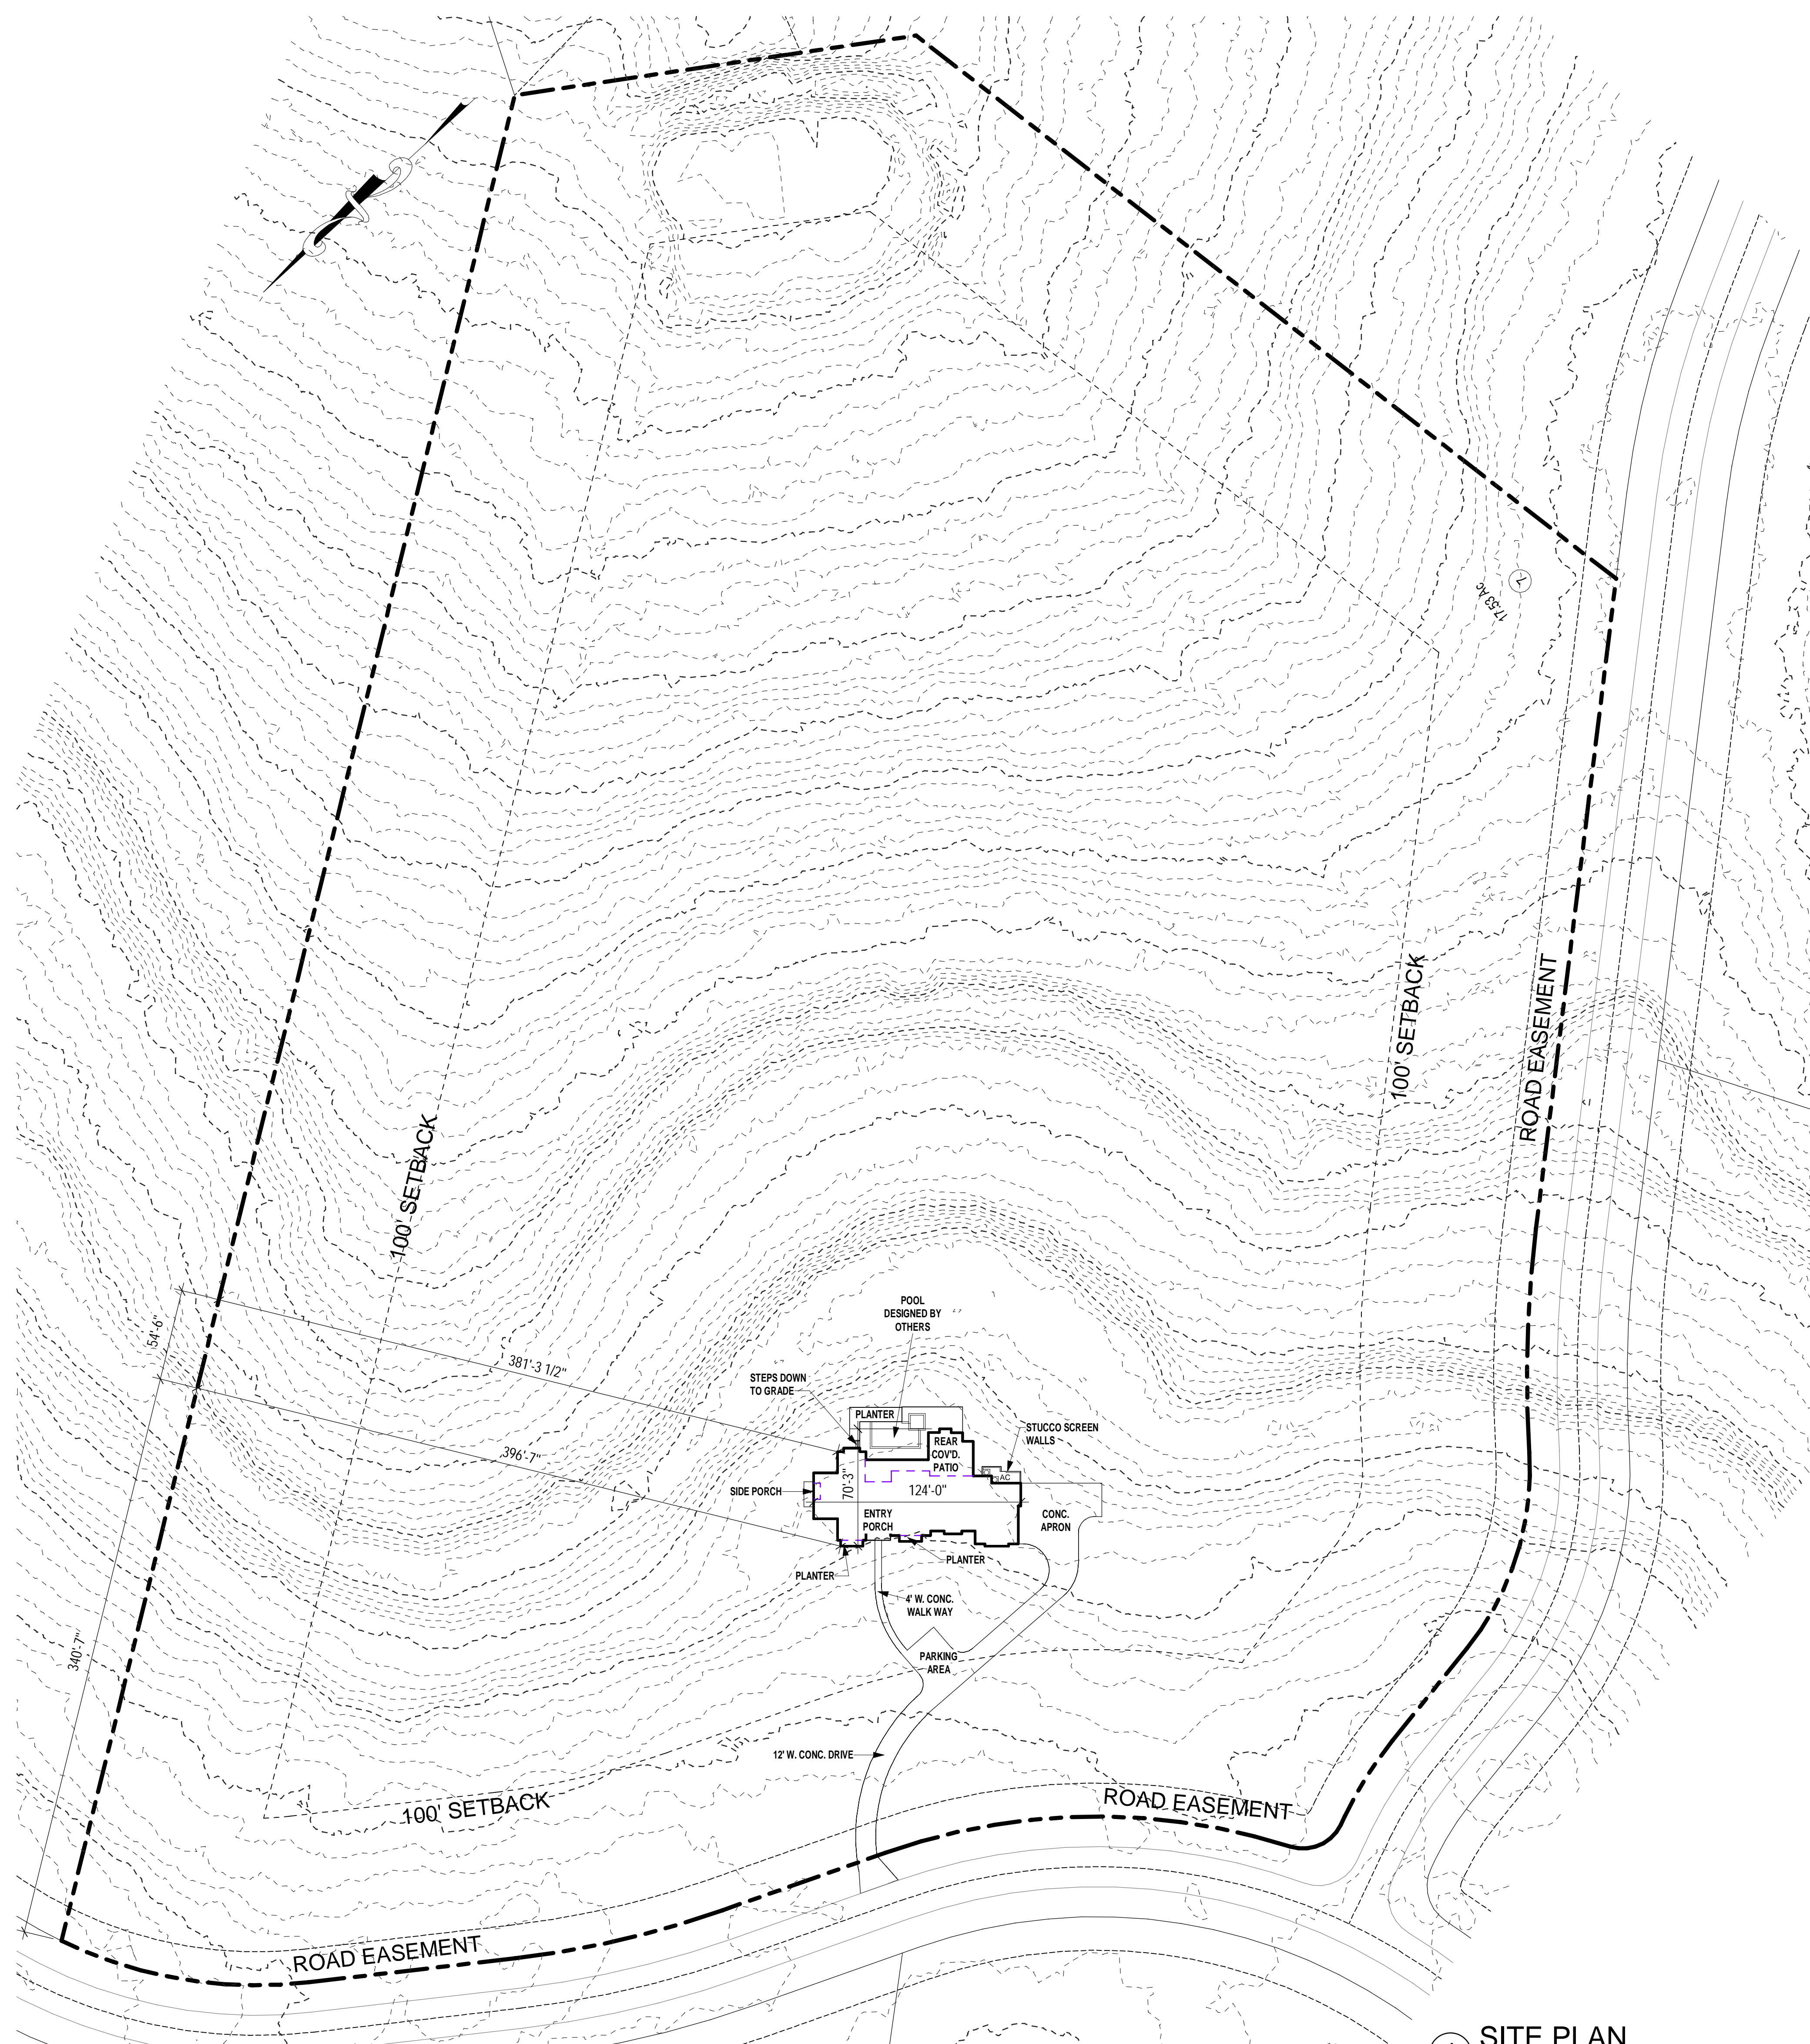 17.53 Ac
100' SETBACK
ROAD EASEMENT
100' SETBACK
POOL
DESIGNED BY
OTHERS
54'-6"
381'-3 1/2"
STEPS DOWN
TO GRADE
PLANTER
STUCCO SCREEN
WALLS
REAR
COV'D.
PATIO
396'-7"
AC
70'-3"
124'-0"
SIDE PORCH
ENTRY
PORCH
CONC.
APRON
PLANTER
PLANTER
4' W. CONC.
WALK WAY
340'-7"
PARKING
AREA
12' W. CONC. DRIVE
100' SETBACK
ROAD EASEMENT
ROAD EASEMENT
SITE PLAN